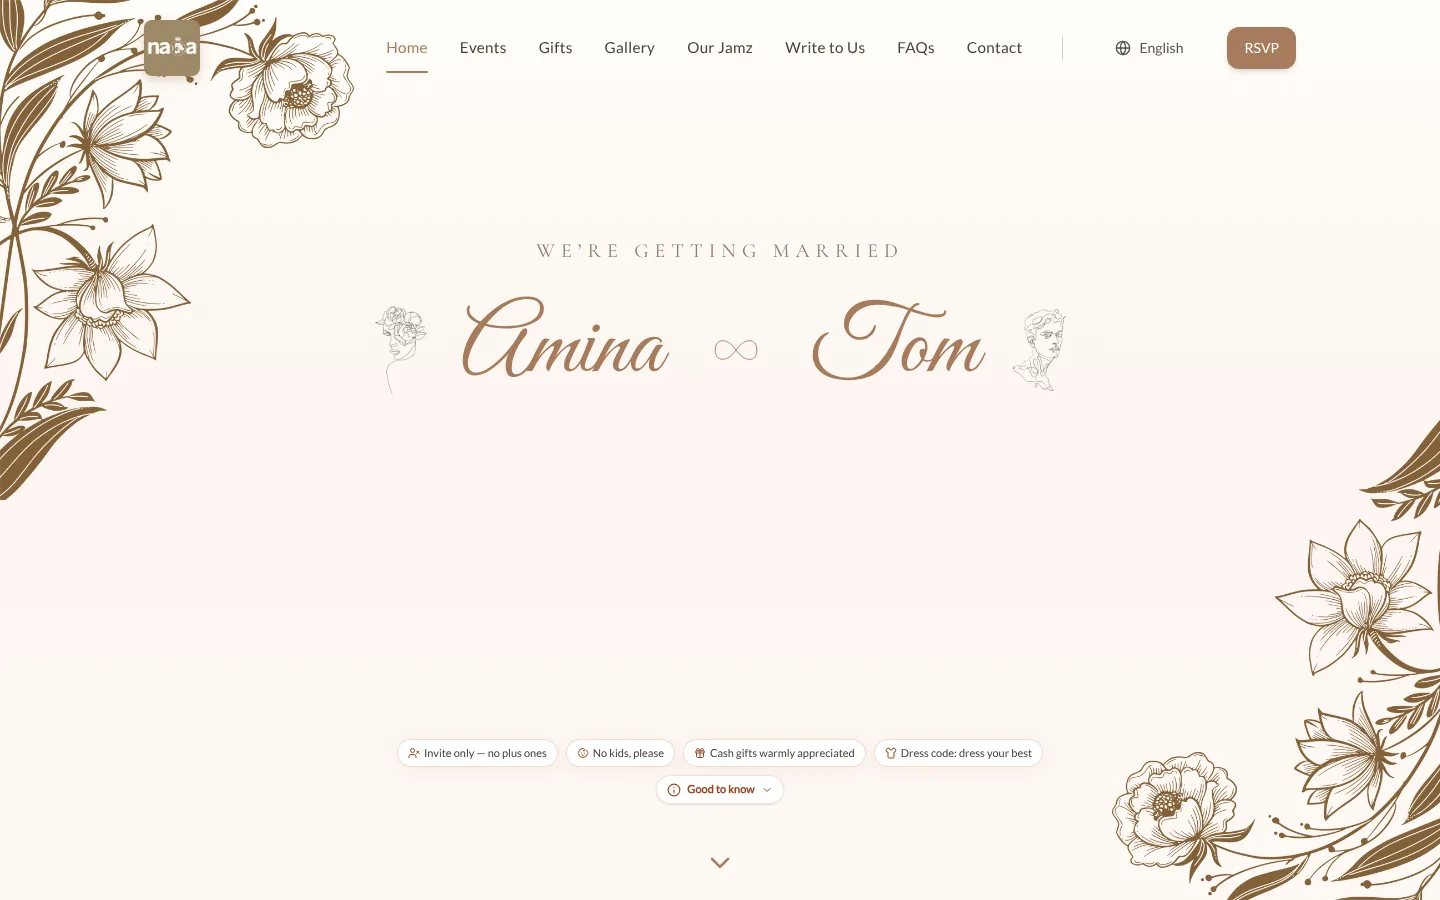 Home Events Gifts Gallery Our Jamz Write to Us FAQs Contact English RSVP
WE'RE GETTING MARRIED
Amina ∞ Tom
Invite only — no plus ones No kids, please Cash gifts warmly appreciated Dress code: dress your best
Good to know